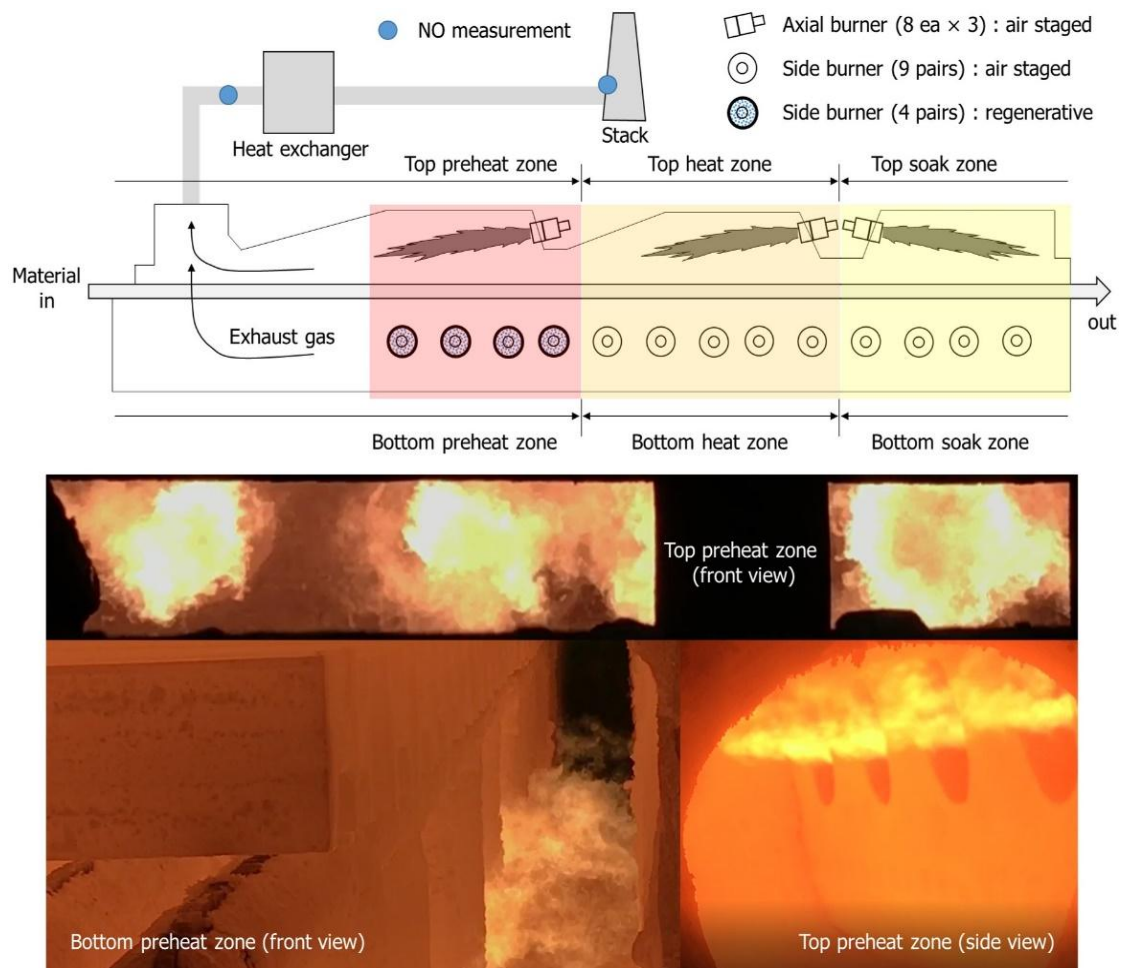 NO measurement
Axial burner (8 ea × 3) : air staged
Side burner (9 pairs) : air staged
Side burner (4 pairs) : regenerative
Heat exchanger
Stack
Top preheat zone
Top heat zone
Top soak zone
Material
in
Exhaust gas
out
Bottom preheat zone
Bottom heat zone
Bottom soak zone
Top preheat zone
(front view)
Bottom preheat zone (front view)
Top preheat zone (side view)